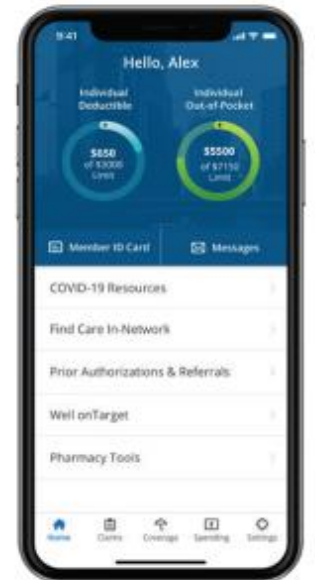 9:41
Hello, Alex
Individual
Deductible
Individual
Out-of-Pocket
$650
of $3000
Limit
$5500
of $7150
Limit
Member ID Card
Messages
COVID-19 Resources
Find Care In-Network
Prior Authorizations & Referrals
Well onTarget
Pharmacy Tools
Home
Claims
Coverage
Spending
Settings